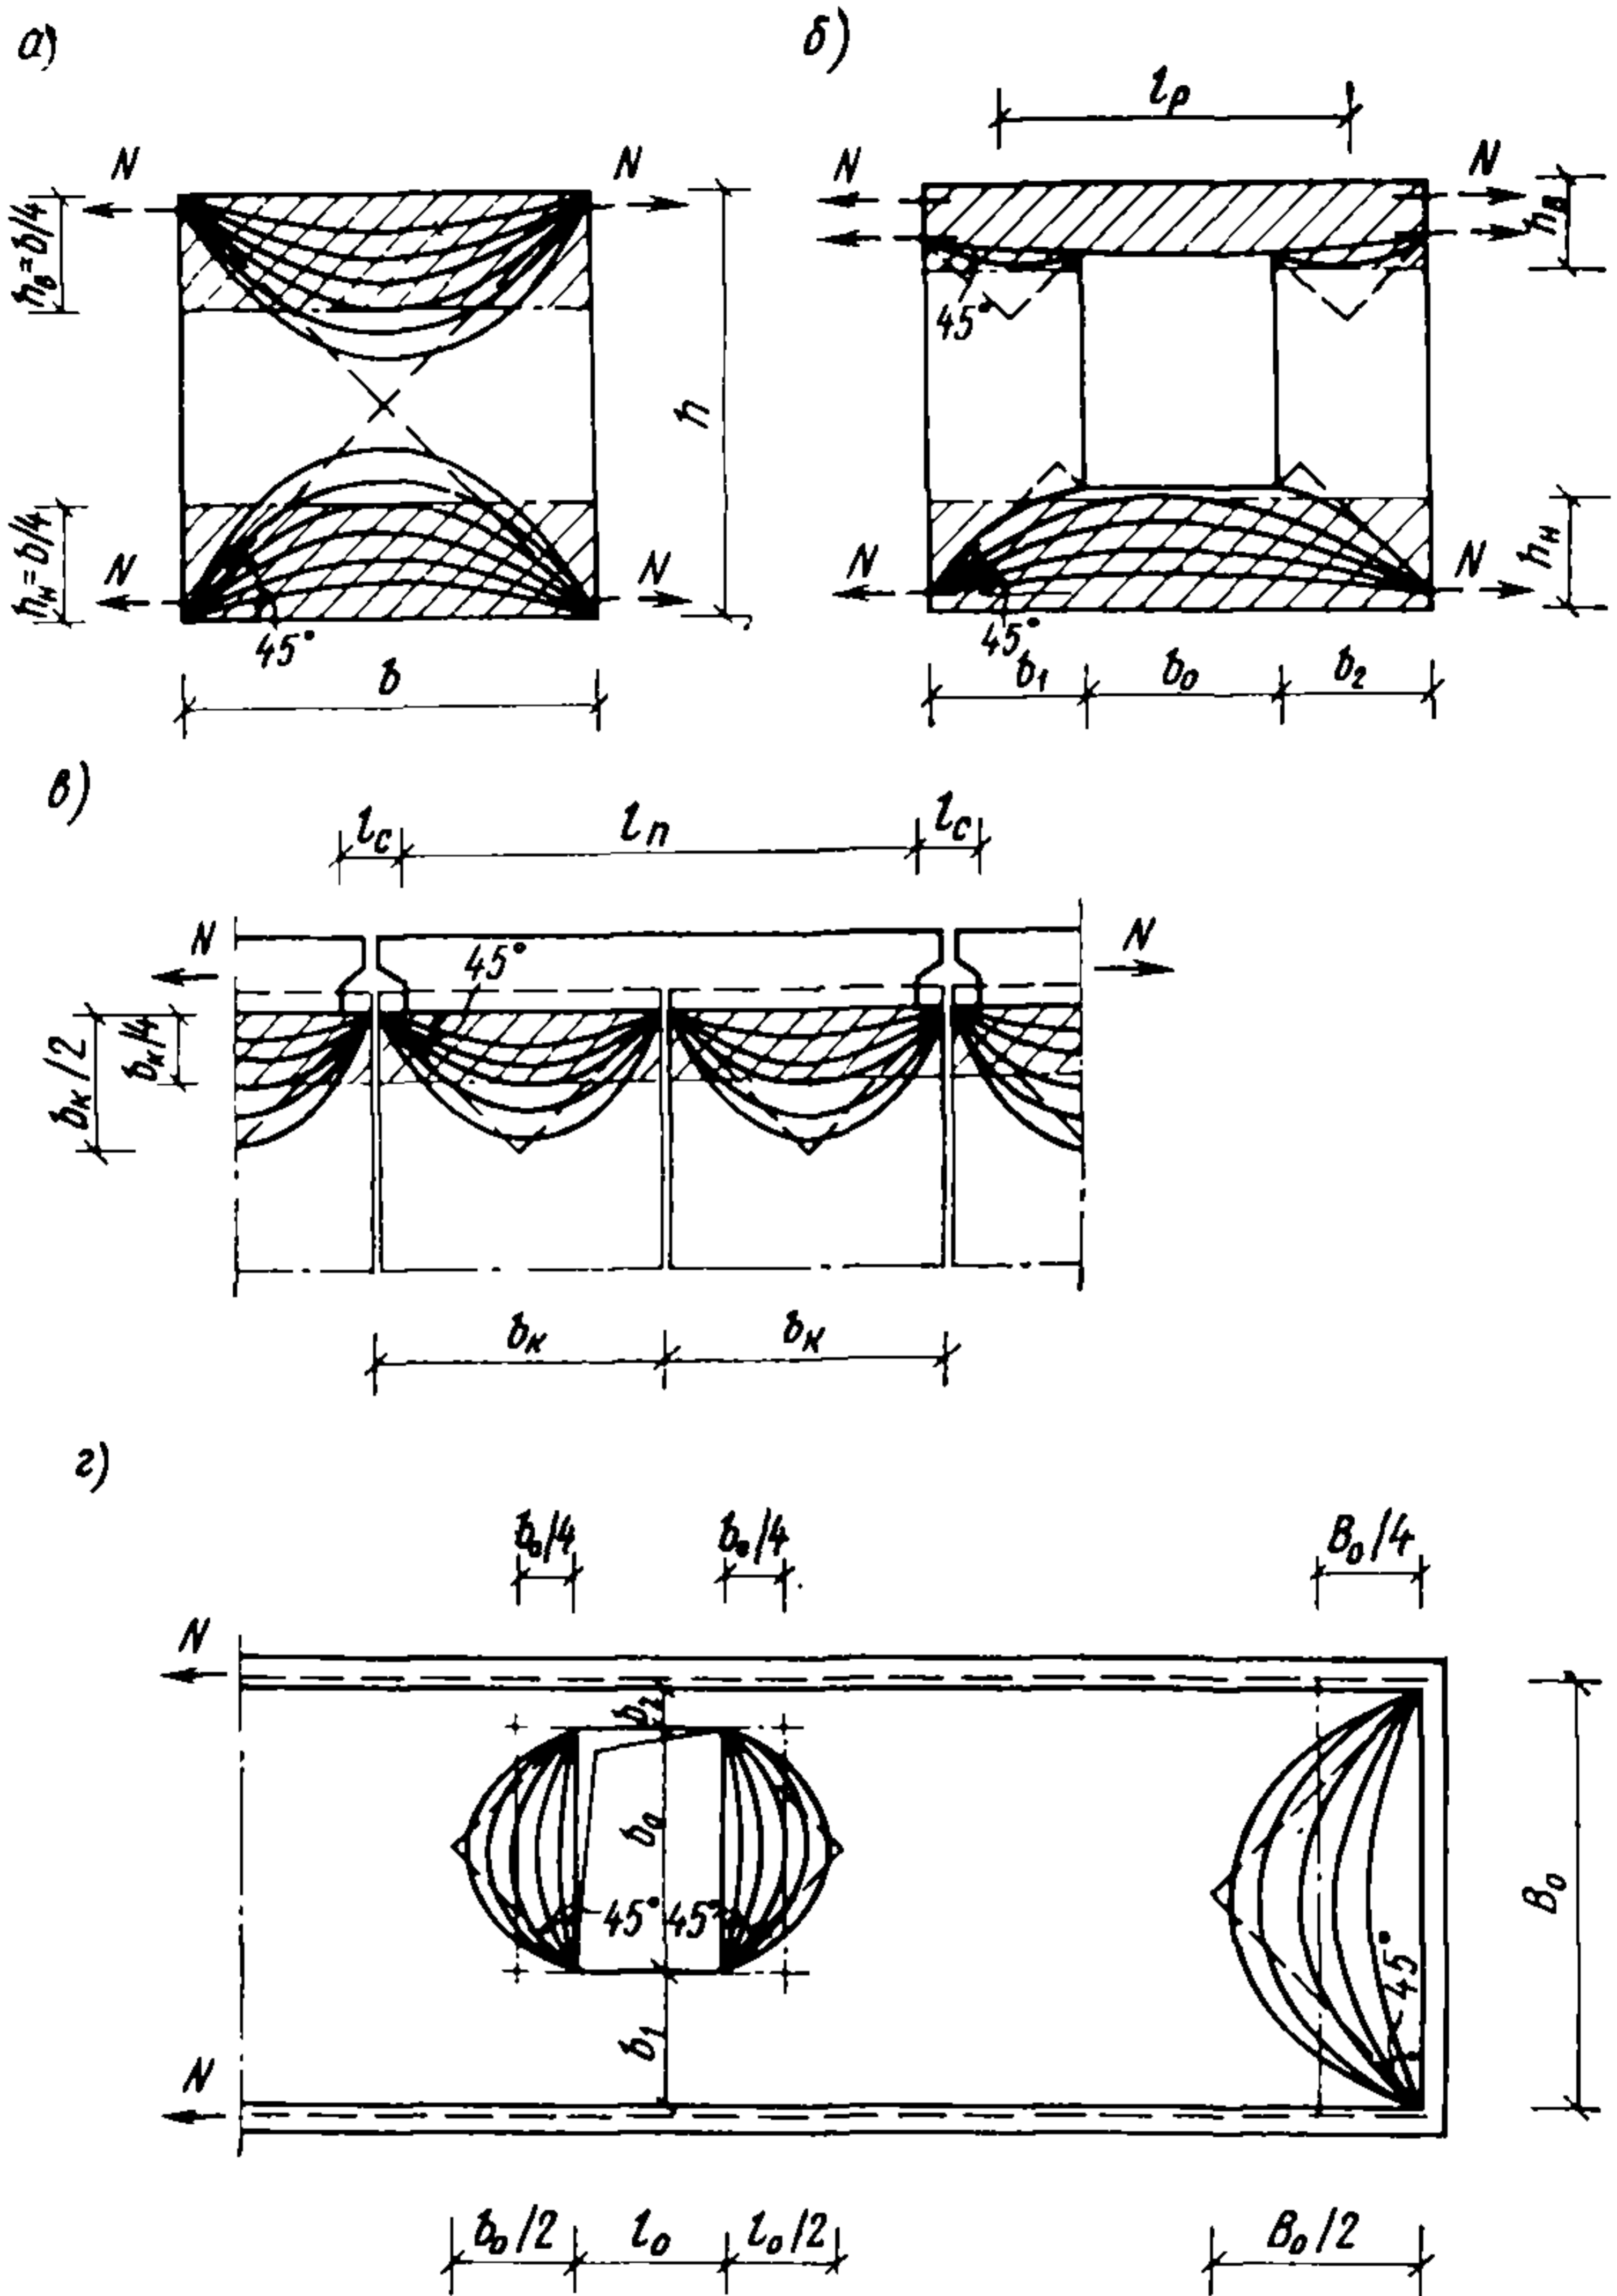 а) б)
lр
N N N N
hв = b/4 h hв
45°
hн = b/4 hн
N N N N
45° 45°
b b₁ b₀ b₂
в)
lс lп lс
N 45° N
bк/2 bк/4
bк bк
г)
b₀/4 b₀/4 B₀/4
N
b₂
b₀ B₀
45° 45° 45°
b₁
N
b₀/2 l₀ l₀/2 B₀/2